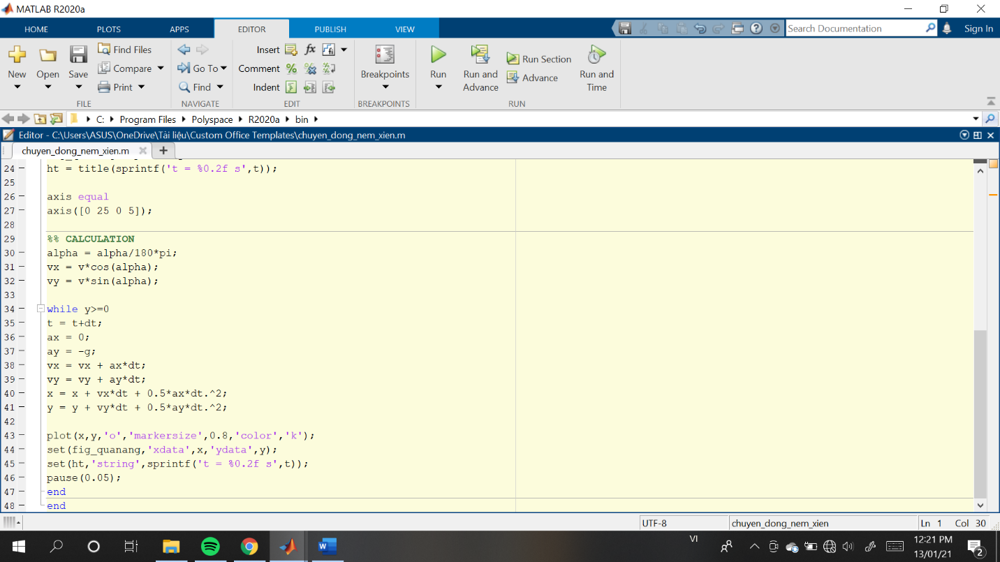 MATLAB R2020a
HOME PLOTS APPS EDITOR PUBLISH VIEW Search Documentation Sign In
New Open Save Find Files Compare Print
FILE
Go To Find
NAVIGATE
Insert fx
Comment
Indent
EDIT
Breakpoints
BREAKPOINTS
Run Run and Advance Run Section Advance Run and Time
RUN
C: Program Files Polyspace R2020a bin
Editor - C:\Users\ASUS\OneDrive\Tài liệu\Custom Office Templates\chuyen_dong_nem_xien.m
chuyen_dong_nem_xien.m
24 ht = title(sprintf('t = %0.2f s',t));
25
26 axis equal
27 axis([0 25 0 5]);
28
29 %% CALCULATION
30 alpha = alpha/180*pi;
31 vx = v*cos(alpha);
32 vy = v*sin(alpha);
33
34 while y>=0
35 t = t+dt;
36 ax = 0;
37 ay = -g;
38 vx = vx + ax*dt;
39 vy = vy + ay*dt;
40 x = x + vx*dt + 0.5*ax*dt.^2;
41 y = y + vy*dt + 0.5*ay*dt.^2;
42
43 plot(x,y,'o','markersize',0.8,'color','k');
44 set(fig_quanang,'xdata',x,'ydata',y);
45 set(ht,'string',sprintf('t = %0.2f s',t));
46 pause(0.05);
47 end
48 end
UTF-8 chuyen_dong_nem_xien Ln 1 Col 30
VI
12:21 PM
13/01/21
2